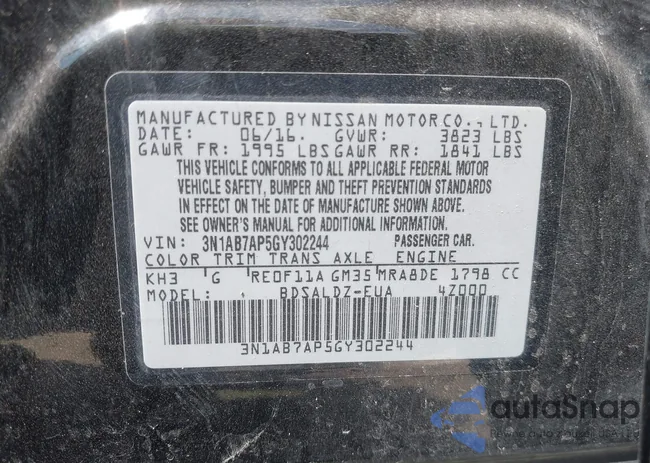 MANUFACTURED BY NISSAN MOTOR CO., LTD.
DATE: 06/16. GVWR: 3823 LBS
GAWR FR: 1995 LBS GAWR RR: 1841 LBS
THIS VEHICLE CONFORMS TO ALL APPLICABLE FEDERAL MOTOR
VEHICLE SAFETY, BUMPER AND THEFT PREVENTION STANDARDS
IN EFFECT ON THE DATE OF MANUFACTURE SHOWN ABOVE.
SEE OWNER'S MANUAL FOR ADDITIONAL INFORMATION.
VIN: 3N1AB7AP5GY302244 PASSENGER CAR.
COLOR TRIM TRANS AXLE ENGINE
KH3 G RE0F11A GM35 MRA8DE 1798 CC
MODEL: , BDSALDZ-EUA 4Z000
3N1AB7AP5GY302244
autoSnap